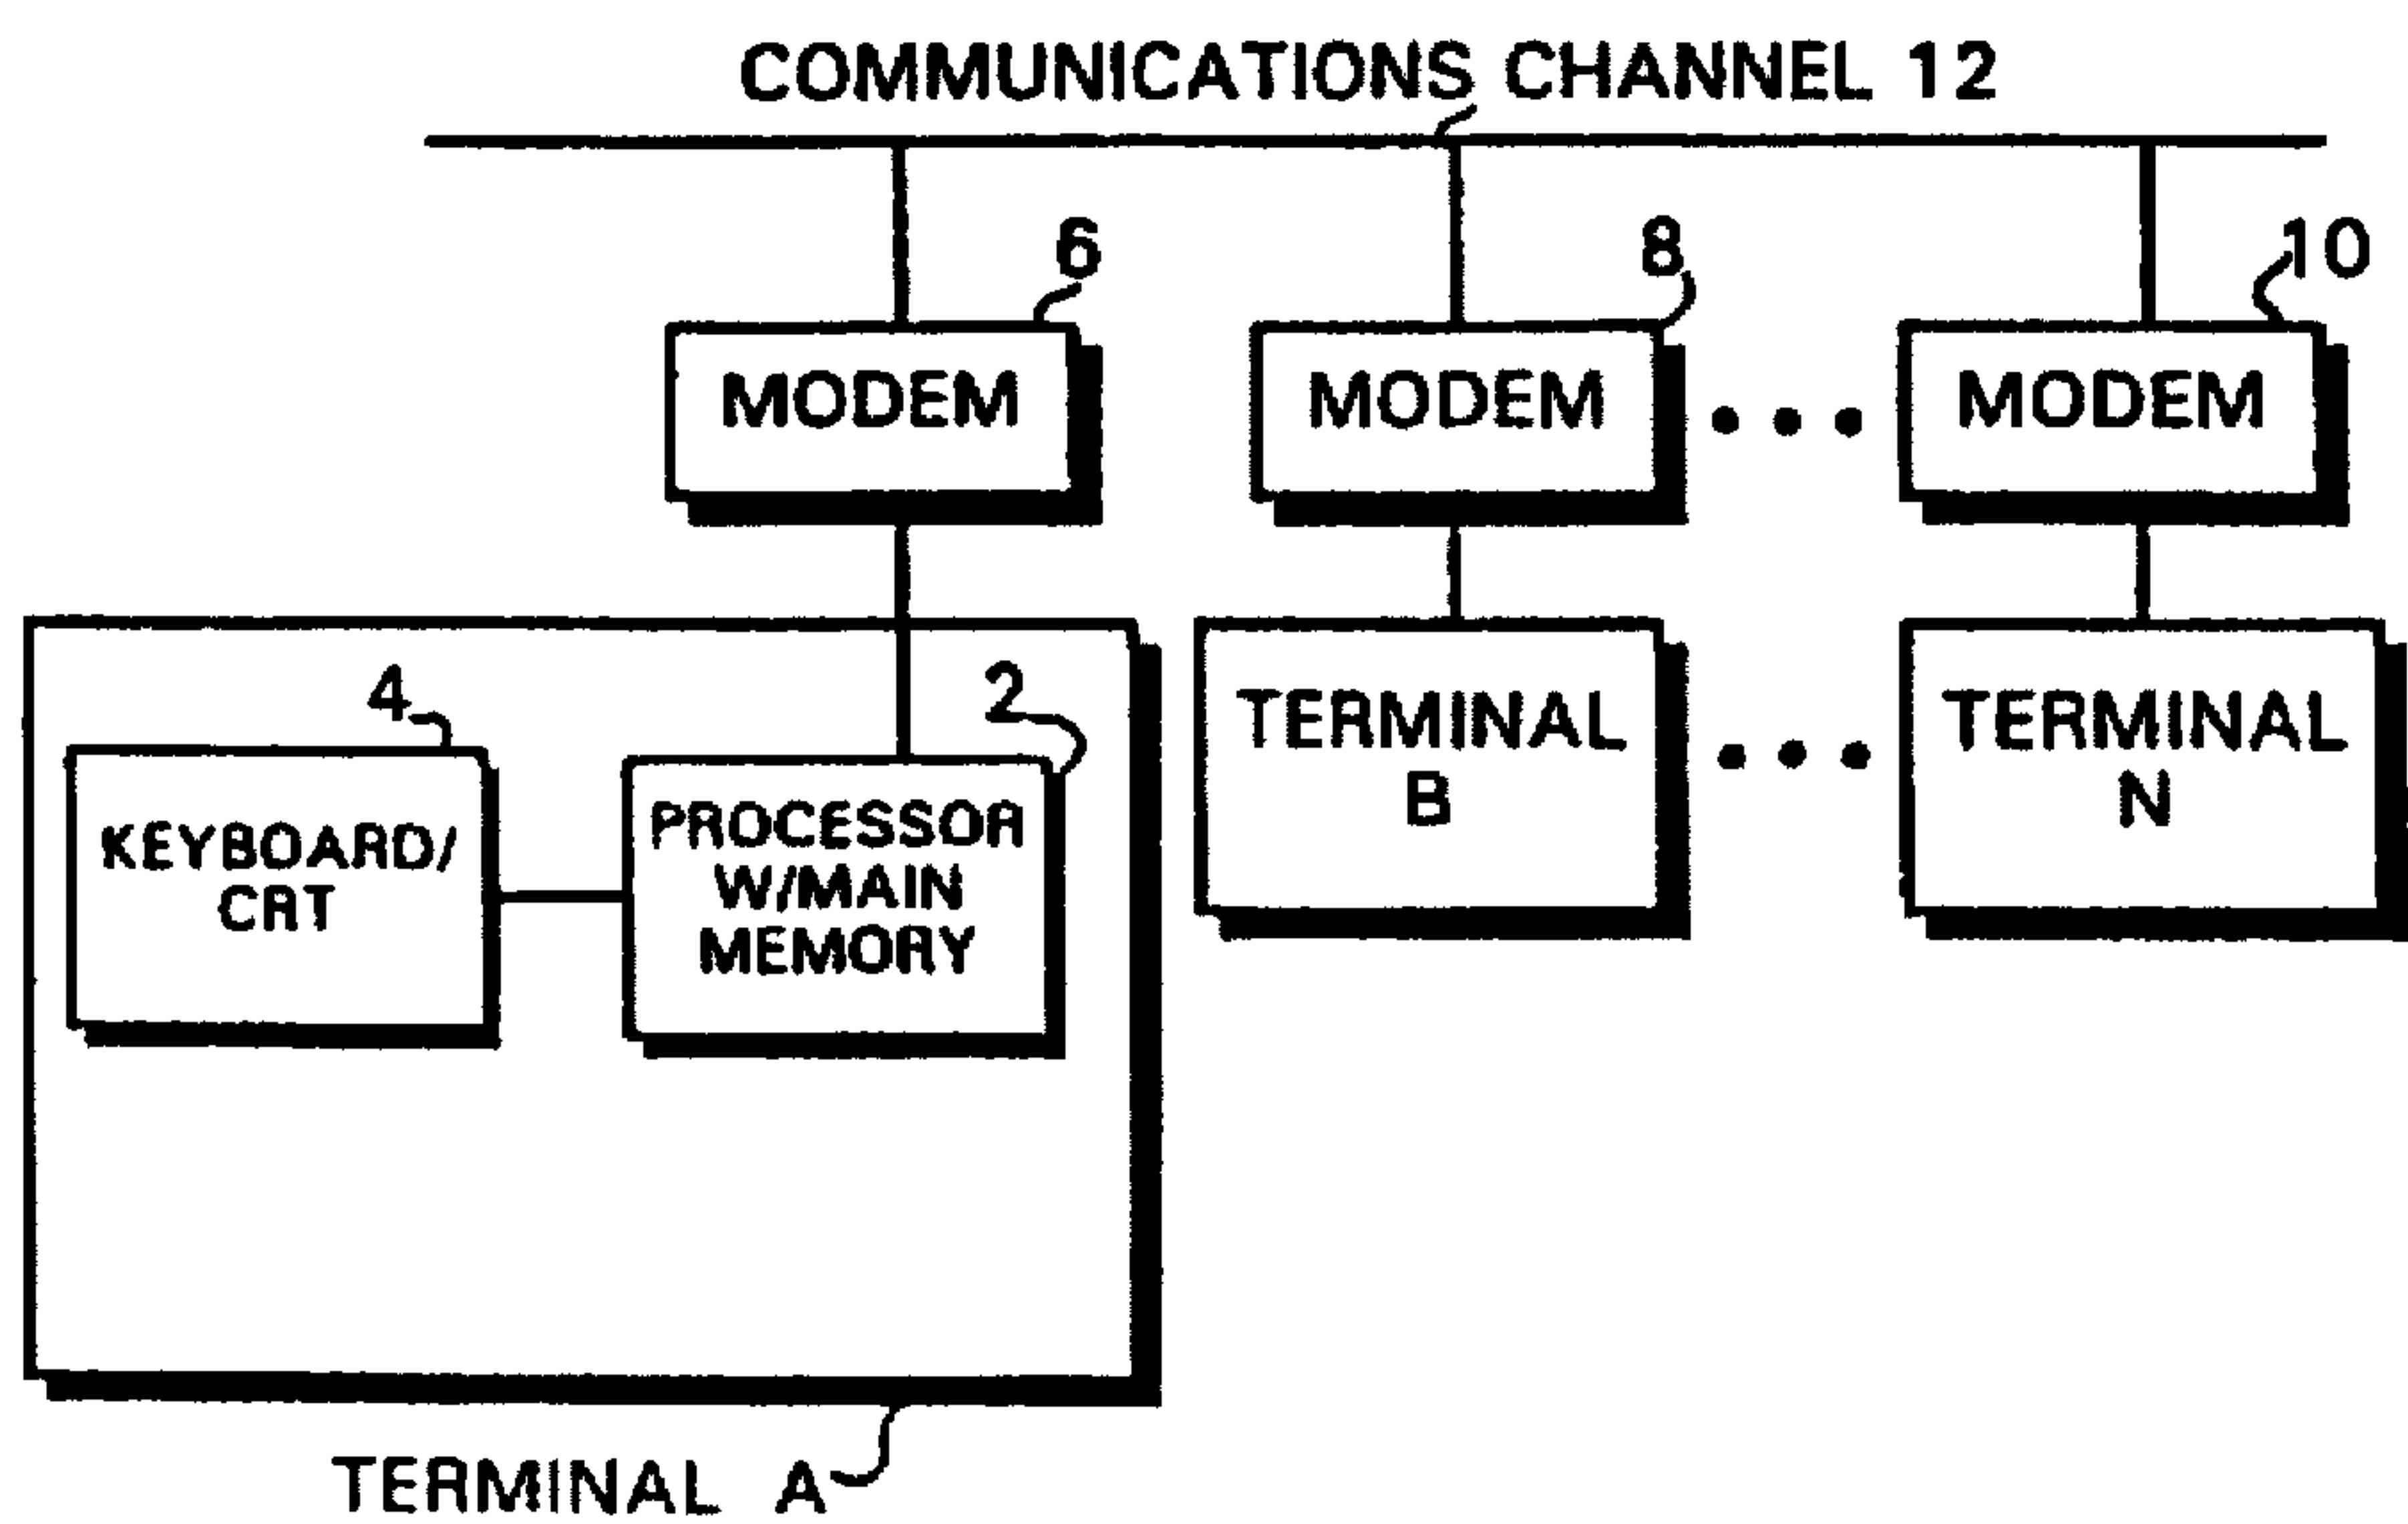 COMMUNICATIONS CHANNEL 12
6
8
10
MODEM
MODEM
MODEM
4
2
KEYBOARD/
CRT
PROCESSOR
W/MAIN
MEMORY
TERMINAL
B
TERMINAL
N
TERMINAL A